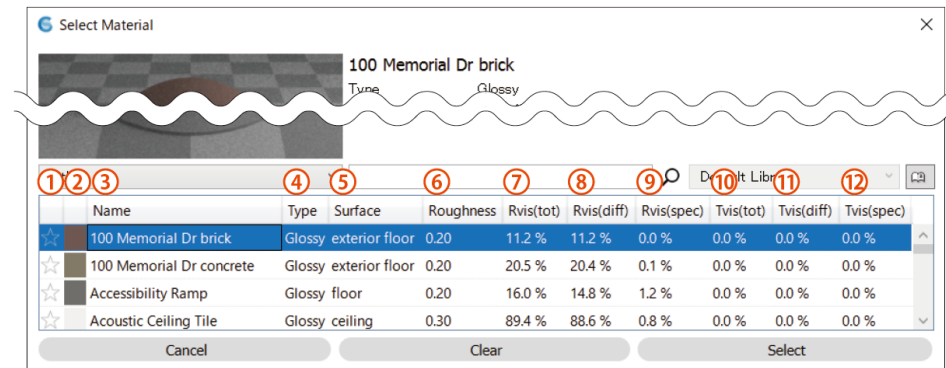 Select Material
100 Memorial Dr brick
Type Glossy
Default Libr
① ② ③ ④ ⑤ ⑥ ⑦ ⑧ ⑨ ⑩ ⑪ ⑫
Name Type Surface Roughness Rvis(tot) Rvis(diff) Rvis(spec) Tvis(tot) Tvis(diff) Tvis(spec)
100 Memorial Dr brick Glossy exterior floor 0.20 11.2 % 11.2 % 0.0 % 0.0 % 0.0 % 0.0 %
100 Memorial Dr concrete Glossy exterior floor 0.20 20.5 % 20.4 % 0.1 % 0.0 % 0.0 % 0.0 %
Accessibility Ramp Glossy floor 0.20 16.0 % 14.8 % 1.2 % 0.0 % 0.0 % 0.0 %
Acoustic Ceiling Tile Glossy ceiling 0.30 89.4 % 88.6 % 0.8 % 0.0 % 0.0 % 0.0 %
Cancel Clear Select